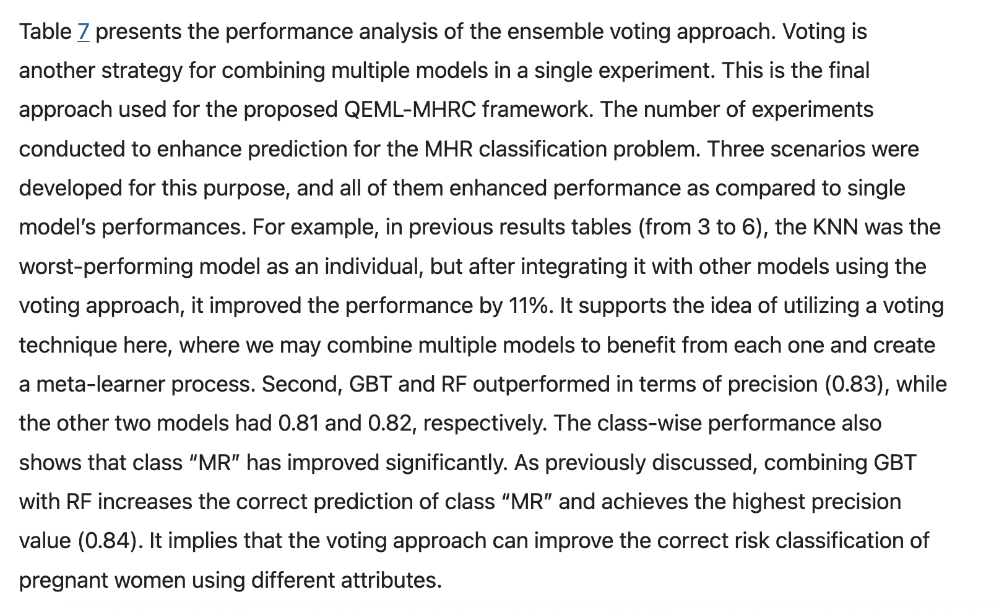 Table 7 presents the performance analysis of the ensemble voting approach. Voting is
another strategy for combining multiple models in a single experiment. This is the final
approach used for the proposed QEML-MHRC framework. The number of experiments
conducted to enhance prediction for the MHR classification problem. Three scenarios were
developed for this purpose, and all of them enhanced performance as compared to single
model’s performances. For example, in previous results tables (from 3 to 6), the KNN was the
worst-performing model as an individual, but after integrating it with other models using the
voting approach, it improved the performance by 11%. It supports the idea of utilizing a voting
technique here, where we may combine multiple models to benefit from each one and create
a meta-learner process. Second, GBT and RF outperformed in terms of precision (0.83), while
the other two models had 0.81 and 0.82, respectively. The class-wise performance also
shows that class “MR” has improved significantly. As previously discussed, combining GBT
with RF increases the correct prediction of class “MR” and achieves the highest precision
value (0.84). It implies that the voting approach can improve the correct risk classification of
pregnant women using different attributes.